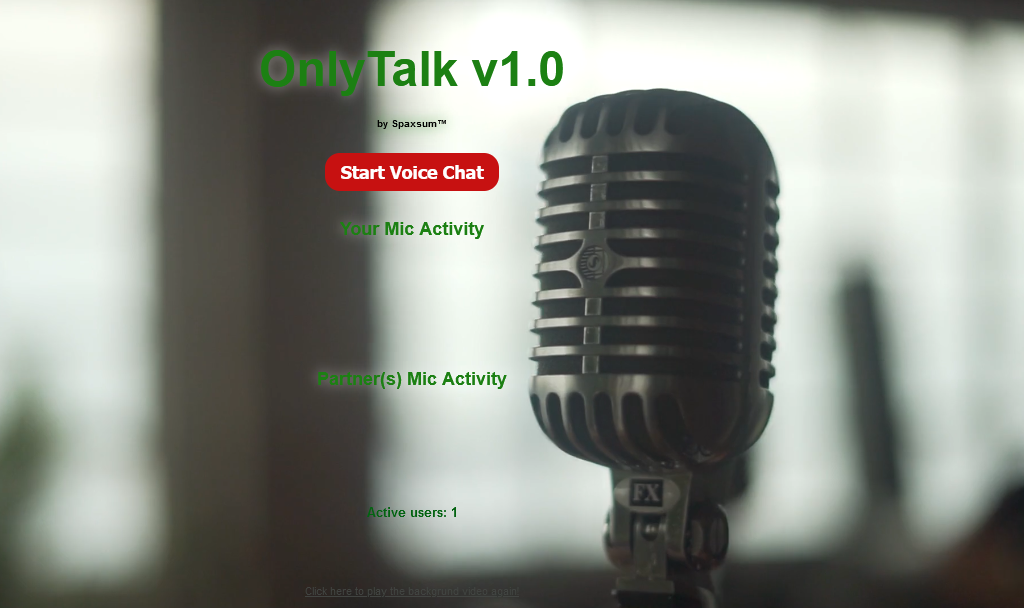 OnlyTalk v1.0
by Spaxsum™
Start Voice Chat
Your Mic Activity
Partner(s) Mic Activity
FX
Active users: 1
Click here to play the backgrund video again!